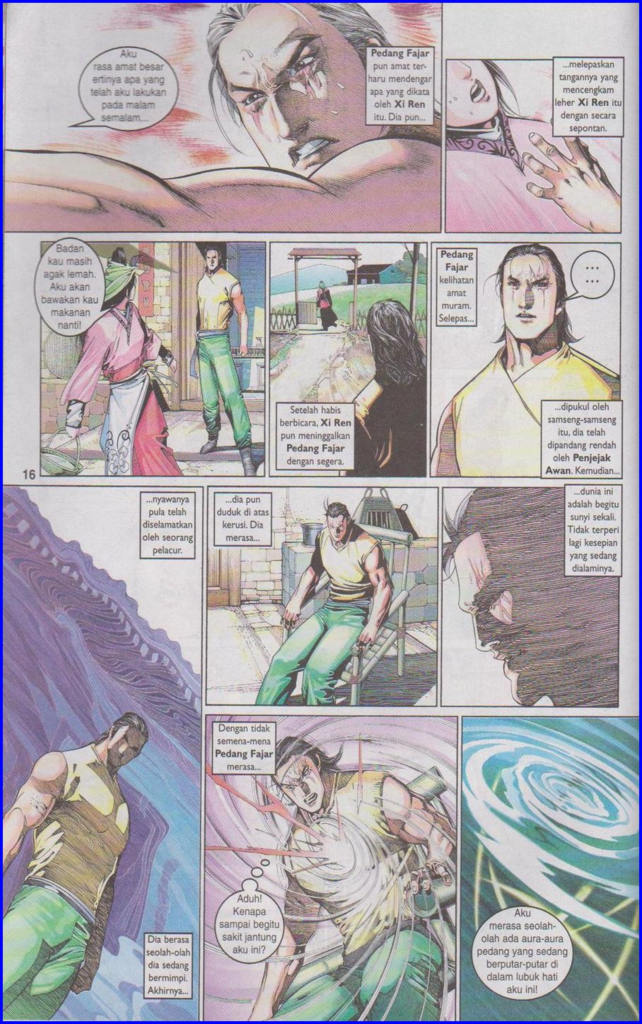 Aku
rasa amat besar
ertinya apa yang
telah aku lakukan
pada malam
semalam...
Pedang Fajar
pun amat ter-
haru mendengar
apa yang dikata
oleh Xi Ren
itu. Dia pun...
...melepaskan
tangannya yang
mencengkam
leher Xi Ren itu
dengan secara
sepontan.
Badan
kau masih
agak lemah.
Aku akan
bawakan kau
makanan
nanti!
Setelah habis
berbicara, Xi Ren
pun meninggalkan
Pedang Fajar
dengan segera.
Pedang
Fajar
kelihatan
amat
muram.
Selepas...
...
...
...dipukul oleh
samseng-samseng
itu, dia telah
dipandang rendah
oleh Penjejak
Awan. Kemudian...
16
...nyawanya
pula telah
diselamatkan
oleh seorang
pelacur.
...dia pun
duduk di atas
kerusi. Dia
merasa...
...dunia ini
adalah begitu
sunyi sekali.
Tidak terperi
lagi kesepian
yang sedang
dialaminya.
Dia berasa
seolah-olah
dia sedang
bermimpi.
Akhirnya...
Dengan tidak
semena-mena
Pedang Fajar
merasa...
Aduh!
Kenapa
sampai begitu
sakit jantung
aku ini?
Aku
merasa seolah-
olah ada aura-aura
pedang yang sedang
berputar-putar di
dalam lubuk hati
aku ini!